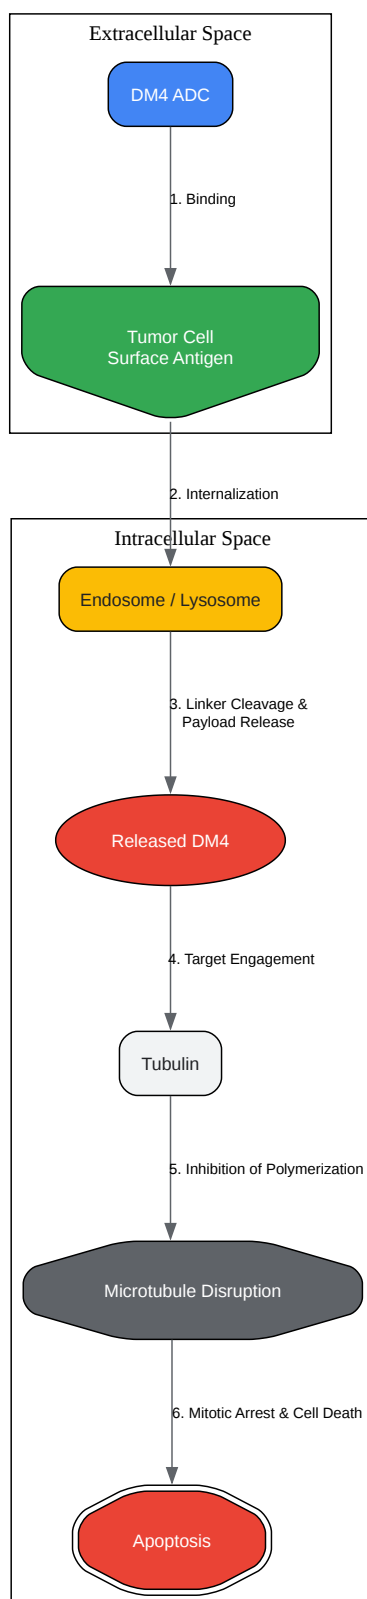 Extracellular Space
DM4 ADC
1. Binding
Tumor Cell
Surface Antigen
2. Internalization
Intracellular Space
Endosome / Lysosome
3. Linker Cleavage &
Payload Release
Released DM4
4. Target Engagement
Tubulin
5. Inhibition of Polymerization
Microtubule Disruption
6. Mitotic Arrest & Cell Death
Apoptosis